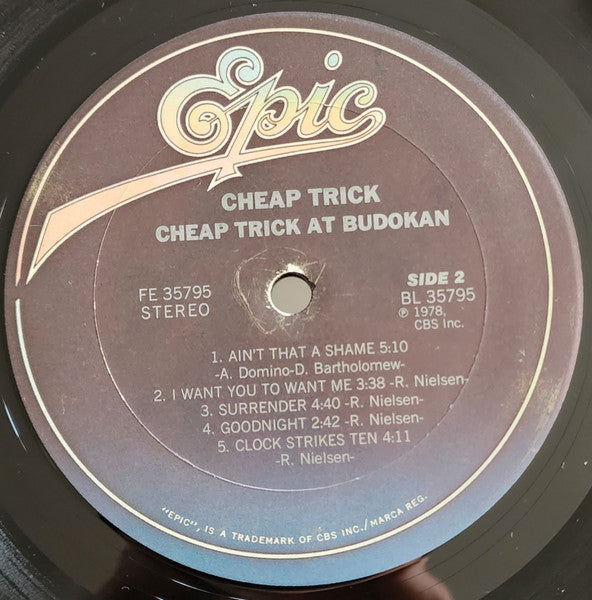 Epic
CHEAP TRICK
CHEAP TRICK AT BUDOKAN
FE 35795
STEREO
SIDE 2
BL 35795
℗ 1978,
CBS Inc.
1. AIN'T THAT A SHAME 5:10
-A. Domino-D. Bartholomew-
2. I WANT YOU TO WANT ME 3:38 -R. Nielsen-
3. SURRENDER 4:40 -R. Nielsen-
4. GOODNIGHT 2:42 -R. Nielsen-
5. CLOCK STRIKES TEN 4:11
-R. Nielsen-
"EPIC", IS A TRADEMARK OF CBS INC./MARCA REG.